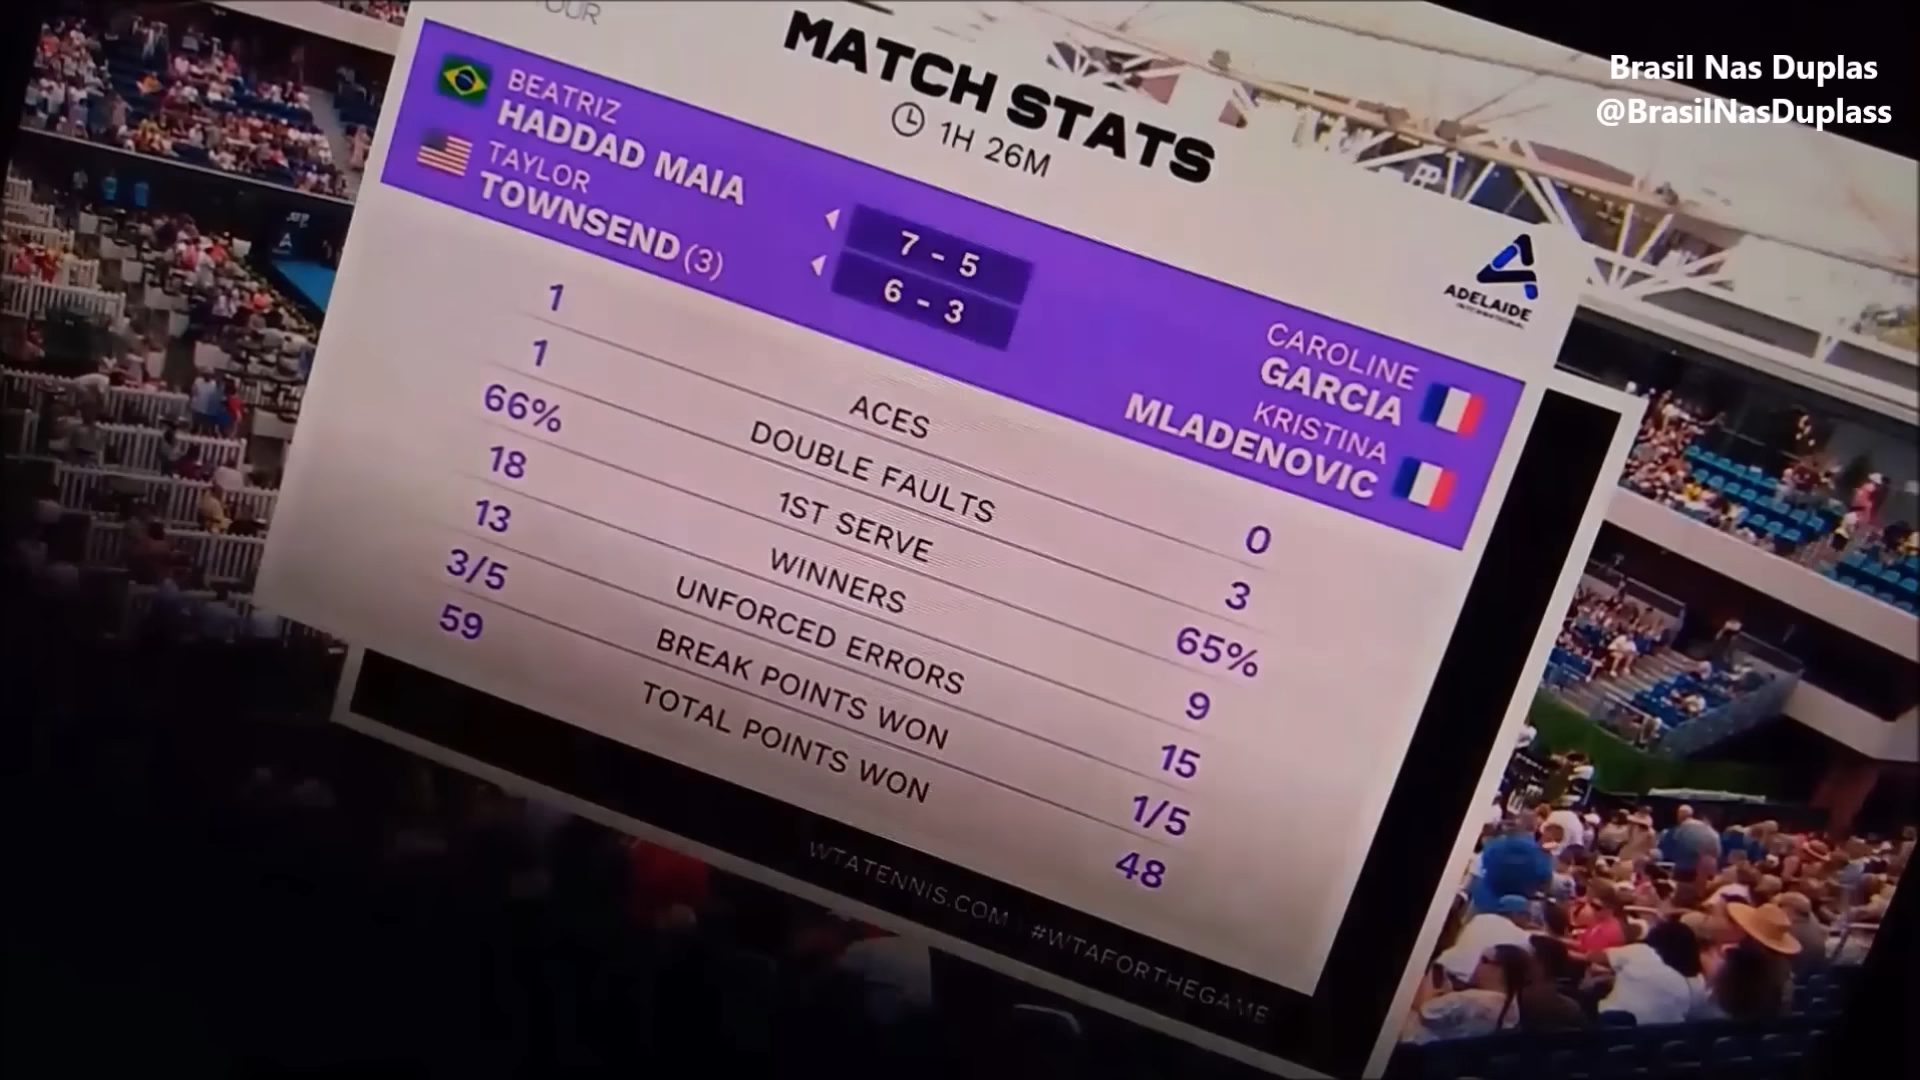 Brasil Nas Duplas
@BrasilNasDuplass
MATCH STATS
1H 26M
BEATRIZ
HADDAD MAIA
TAYLOR
TOWNSEND (3)
7 - 5
6 - 3
ADELAIDE
INTERNATIONAL
CAROLINE
GARCIA
KRISTINA
MLADENOVIC
1 ACES 0
1 DOUBLE FAULTS 3
66% 1ST SERVE 65%
18 WINNERS 9
13 UNFORCED ERRORS 15
3/5 BREAK POINTS WON 1/5
59 TOTAL POINTS WON 48
WTATENNIS.COM | #WTAFORTHEGAME